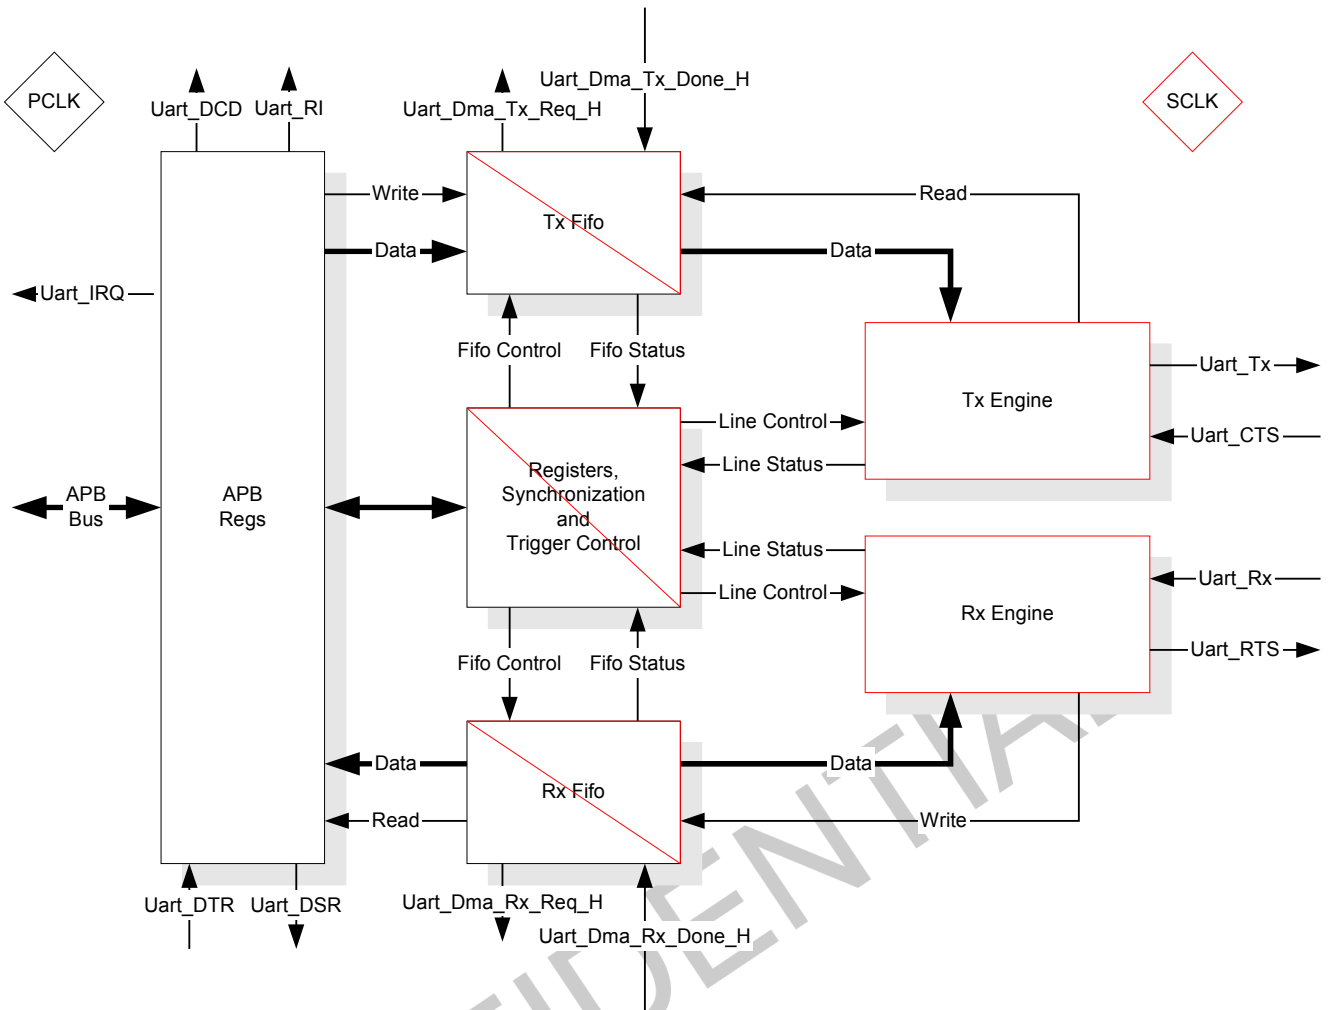 Uart_Dma_Tx_Done_H
PCLK
Uart_DCD
Uart_RI
Uart_Dma_Tx_Req_H
SCLK
Write
Tx Fifo
Read
Data
Data
Uart_IRQ
Fifo Control
Fifo Status
Uart_Tx
Tx Engine
Line Control
Uart_CTS
Line Status
APB
Bus
APB
Regs
Registers,
Synchronization
and
Trigger Control
Line Status
Uart_Rx
Line Control
Rx Engine
Uart_RTS
Fifo Control
Fifo Status
Data
Data
Rx Fifo
Read
Write
Uart_DTR
Uart_DSR
Uart_Dma_Rx_Req_H
Uart_Dma_Rx_Done_H